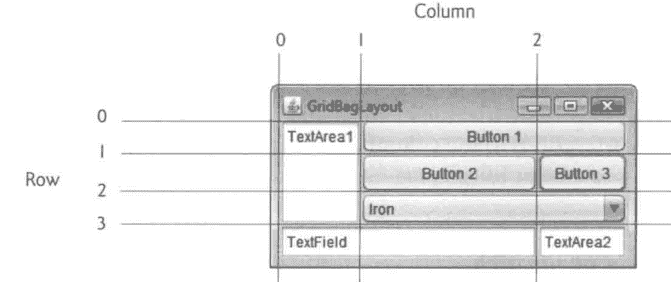 Column
0 1 2
GridBagLayout
0
TextArea1 Button 1
1
Row
Button 2 Button 3
2
Iron
3
TextField TextArea2